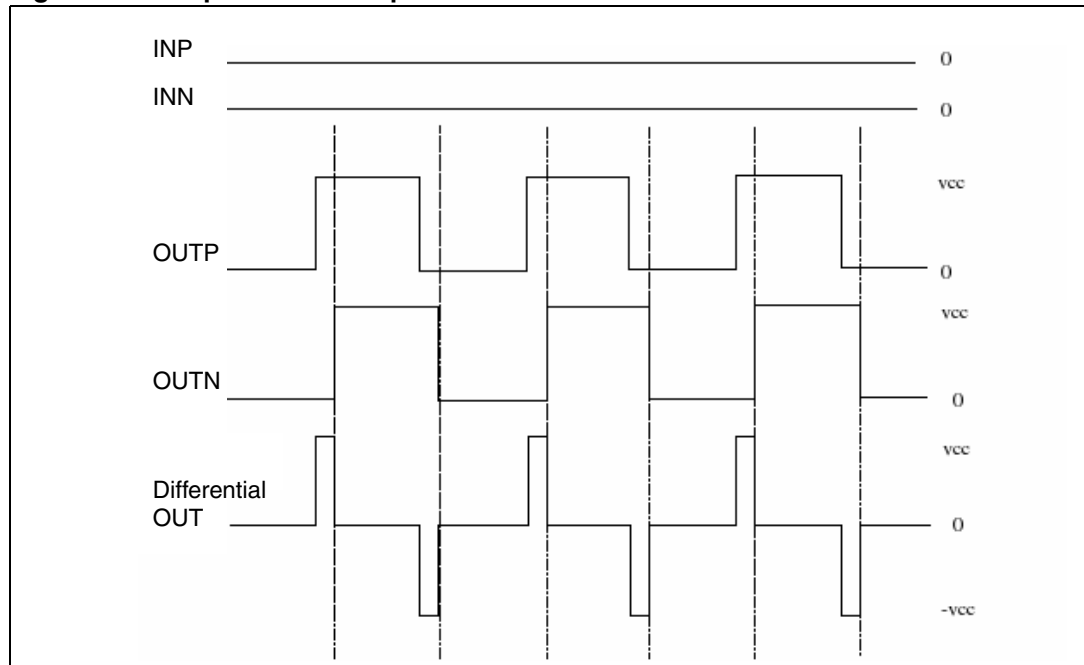 INP
0
INN
0
vcc
OUTP
0
vcc
OUTN
0
vcc
Differential
OUT
0
-vcc